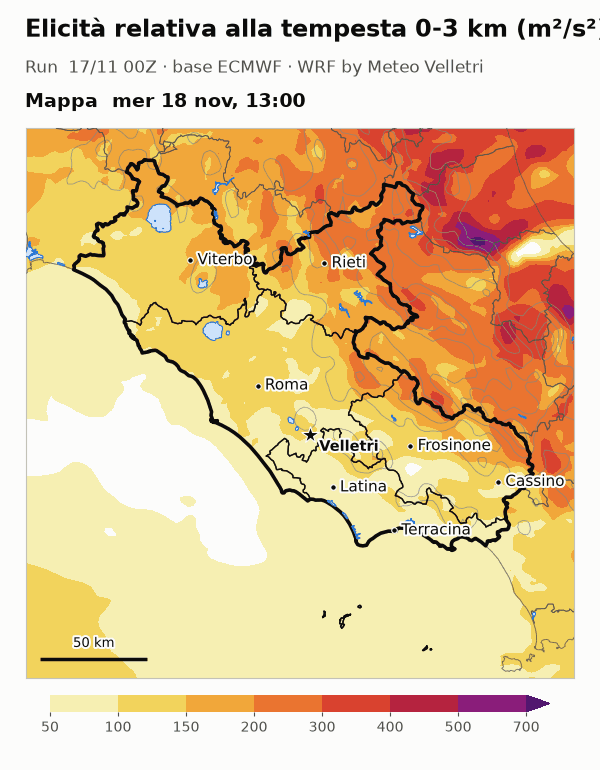 Elicità relativa alla tempesta 0-3 km (m²/s²)
Run 17/11 00Z · base ECMWF · WRF by Meteo Velletri
Mappa mer 18 nov, 13:00
Viterbo
Rieti
Roma
Velletri
Frosinone
Latina
Cassino
Terracina
50 km
50 100 150 200 300 400 500 700